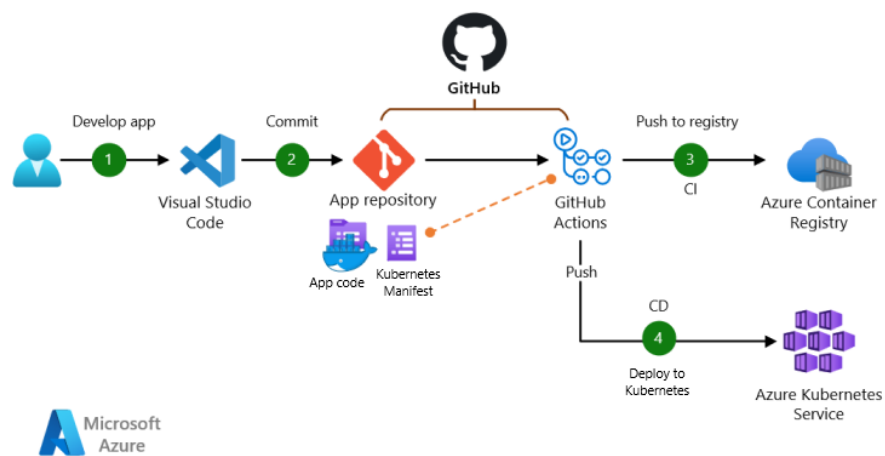 GitHub
Develop app
1
Visual Studio
Code
Commit
2
App repository
App code
Kubernetes
Manifest
GitHub
Actions
Push to registry
3
CI
Azure Container
Registry
Push
CD
4
Deploy to
Kubernetes
Azure Kubernetes
Service
Microsoft
Azure